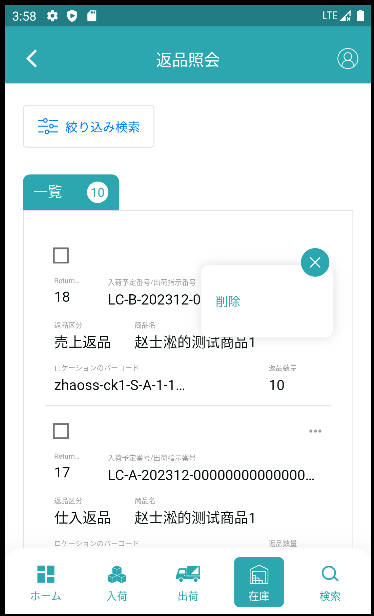 3:58 LTE
返品照会
絞り込み検索
一覧 10
Return... 入荷予定番号/出荷指示番号
18 LC-B-202312-0
削除
返品区分 商品名
売上返品 赵士淞的测试商品1
ロケーションのバーコード 返品数量
zhaoss-ck1-S-A-1-1... 10
Return... 入荷予定番号/出荷指示番号
17 LC-A-202312-00000000000000...
返品区分 商品名
仕入返品 赵士淞的测试商品1
ロケーションのバーコード 返品数量
ホーム 入荷 出荷 在庫 検索